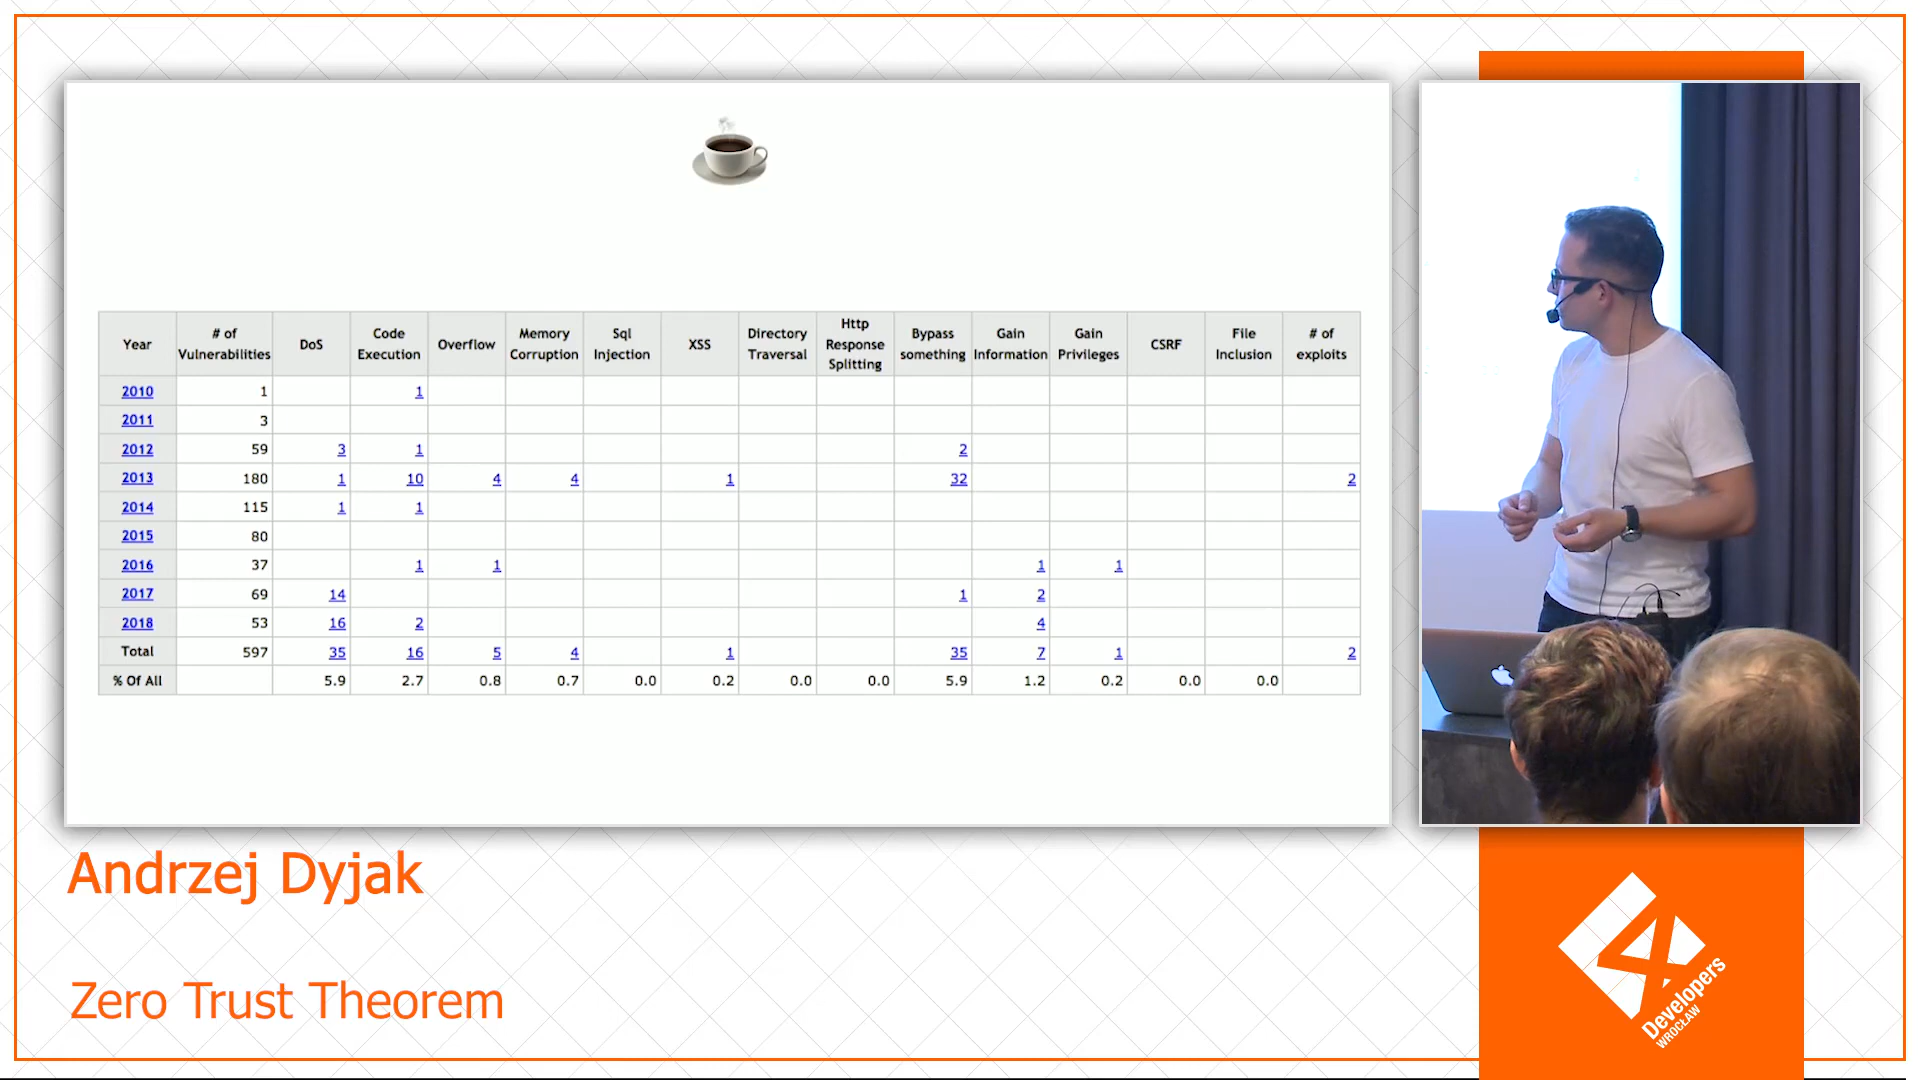 Year # of Vulnerabilities DoS Code Execution Overflow Memory Corruption Sql Injection XSS Directory Traversal Http Response Splitting Bypass something Gain Information Gain Privileges CSRF File Inclusion # of exploits
2010 1 1
2011 3
2012 59 3 1 2
2013 180 1 10 4 4 1 32 2
2014 115 1 1
2015 80
2016 37 1 1 1 1
2017 69 14 1 2
2018 53 16 2 4
Total 597 35 16 5 4 1 35 7 1 2
% Of All 5.9 2.7 0.8 0.7 0.0 0.2 0.0 0.0 5.9 1.2 0.2 0.0 0.0
Andrzej Dyjak
Zero Trust Theorem
4
Developers
WROCŁAW